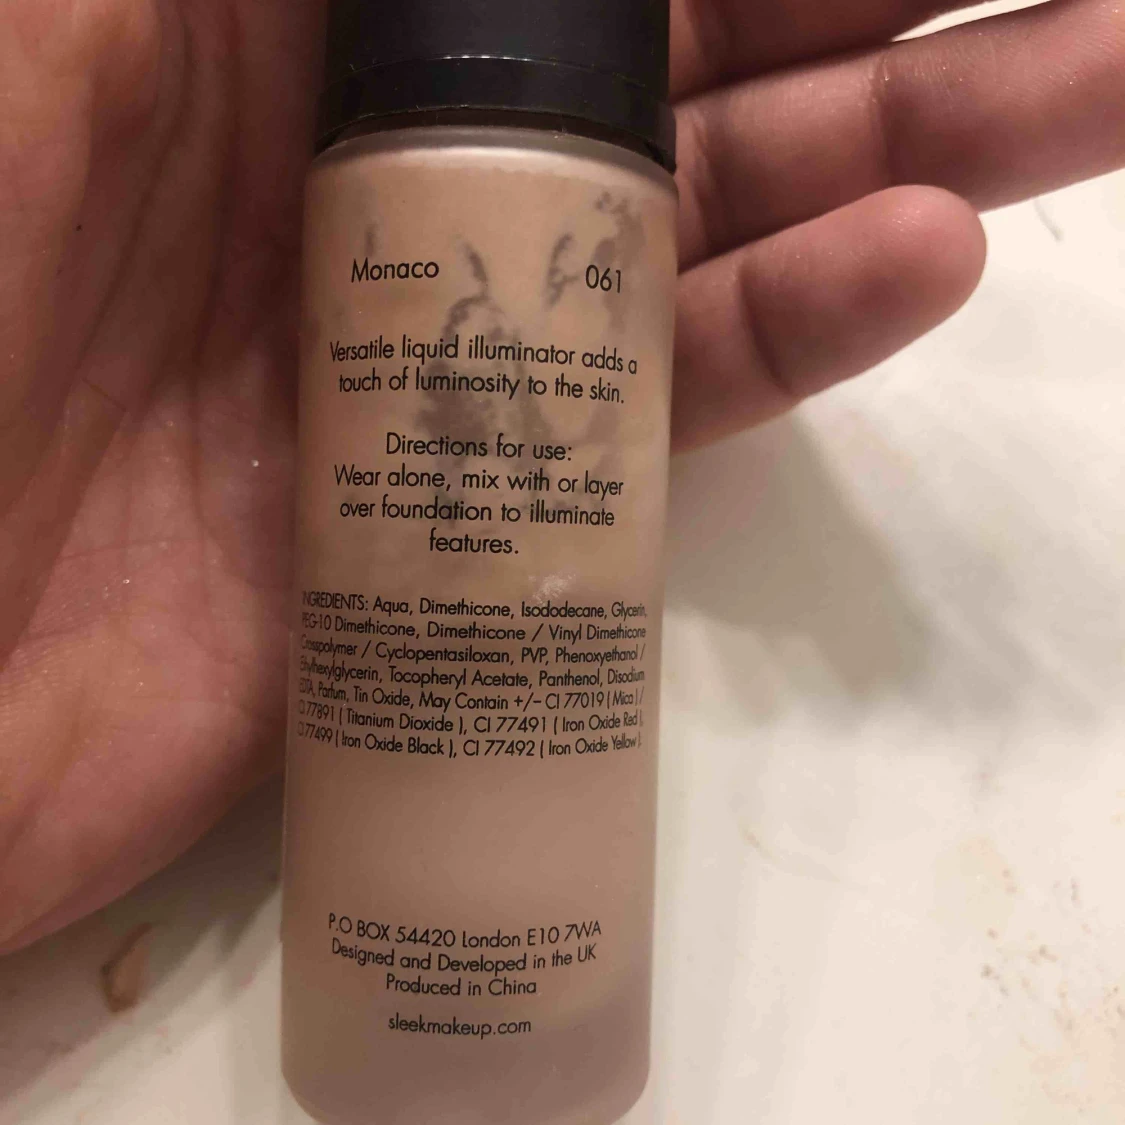 Monaco 061
Versatile liquid illuminator adds a
touch of luminosity to the skin.
Directions for use:
Wear alone, mix with or layer
over foundation to illuminate
features.
INGREDIENTS: Aqua, Dimethicone, Isododecane, Glycerin,
PEG-10 Dimethicone, Dimethicone / Vinyl Dimethicone
Crosspolymer / Cyclopentasiloxan, PVP, Phenoxyethanol /
Ethylhexylglycerin, Tocopheryl Acetate, Panthenol, Disodium
EDTA, Parfum, Tin Oxide, May Contain +/- CI 77019 ( Mica ) /
CI 77891 ( Titanium Dioxide ), CI 77491 ( Iron Oxide Red ),
CI 77499 ( Iron Oxide Black ), CI 77492 ( Iron Oxide Yellow ).
P.O BOX 54420 London E10 7WA
Designed and Developed in the UK
Produced in China
sleekmakeup.com